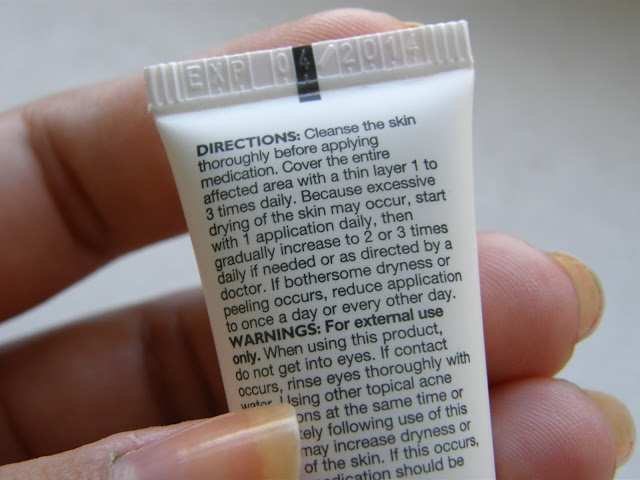 EXP 04/2014
DIRECTIONS: Cleanse the skin
thoroughly before applying
medication. Cover the entire
affected area with a thin layer 1 to
3 times daily. Because excessive
drying of the skin may occur, start
with 1 application daily, then
gradually increase to 2 or 3 times
daily if needed or as directed by a
doctor. If bothersome dryness or
peeling occurs, reduce application
to once a day or every other day.
WARNINGS: For external use
only. When using this product,
do not get into eyes. If contact
occurs, rinse eyes thoroughly with
water. Using other topical acne
at the same time or
following use of this
may increase dryness or
of the skin. If this occurs,
should be